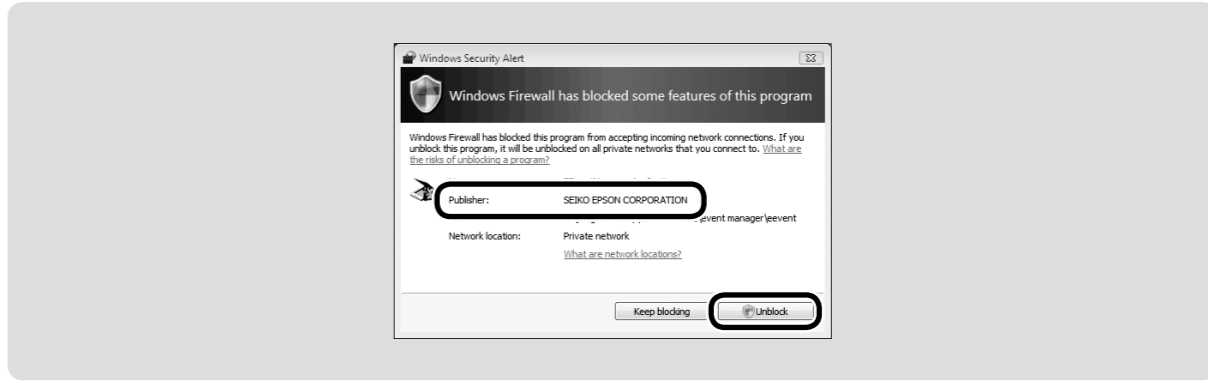 Windows Security Alert
Windows Firewall has blocked some features of this program
Windows Firewall has blocked this program from accepting incoming network connections. If you
unblock this program, it will be unblocked on all private networks that you connect to. What are
the risks of unblocking a program?
Publisher: SEIKO EPSON CORPORATION
\event manager\eevent
Network location: Private network
What are network locations?
Keep blocking Unblock